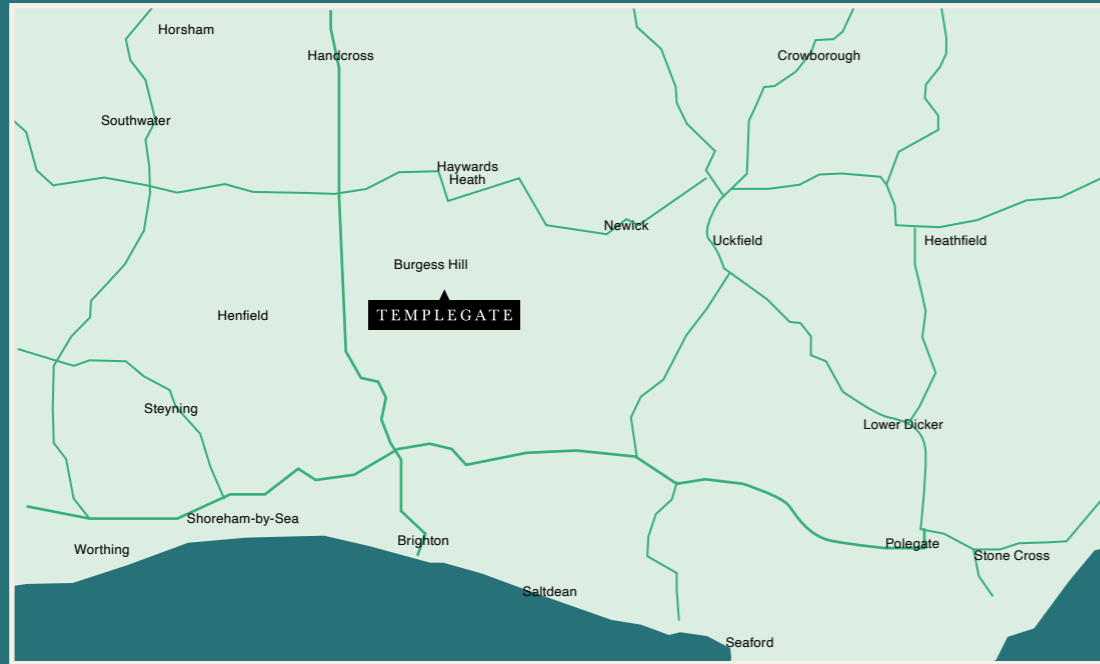 Horsham
Handcross
Crowborough
Southwater
Haywards
Heath
Newick
Uckfield
Heathfield
Burgess Hill
Henfield
TEMPLEGATE
Steyning
Lower Dicker
Shoreham-by-Sea
Brighton
Polegate
Worthing
Stone Cross
Saltdean
Seaford